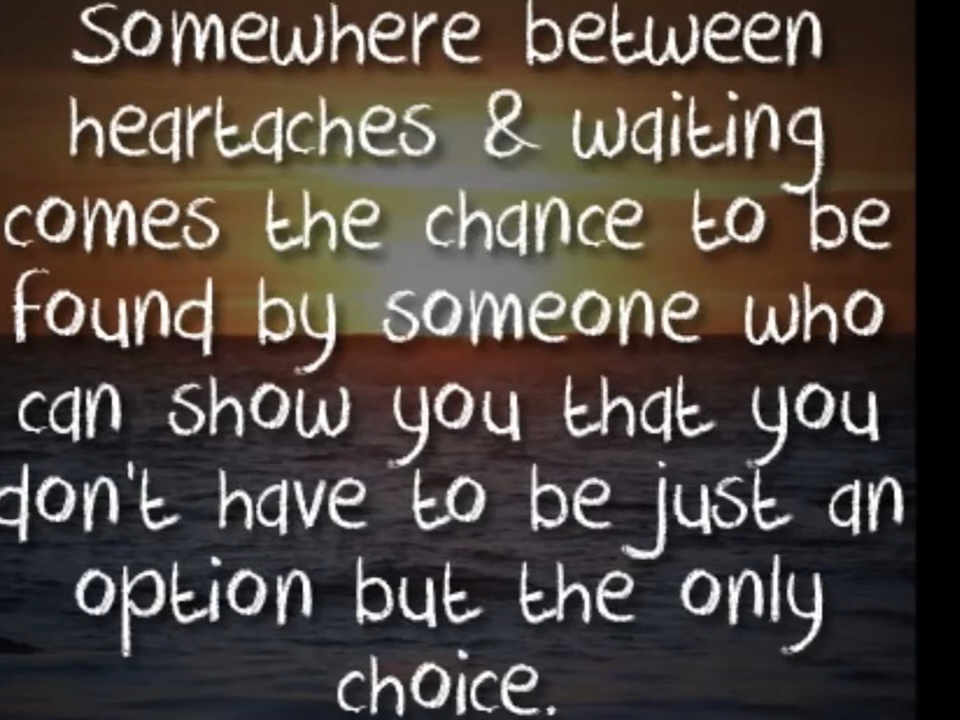 Somewhere between
heartaches & waiting
comes the chance to be
found by someone who
can show you that you
don't have to be just an
option but the only
choice.